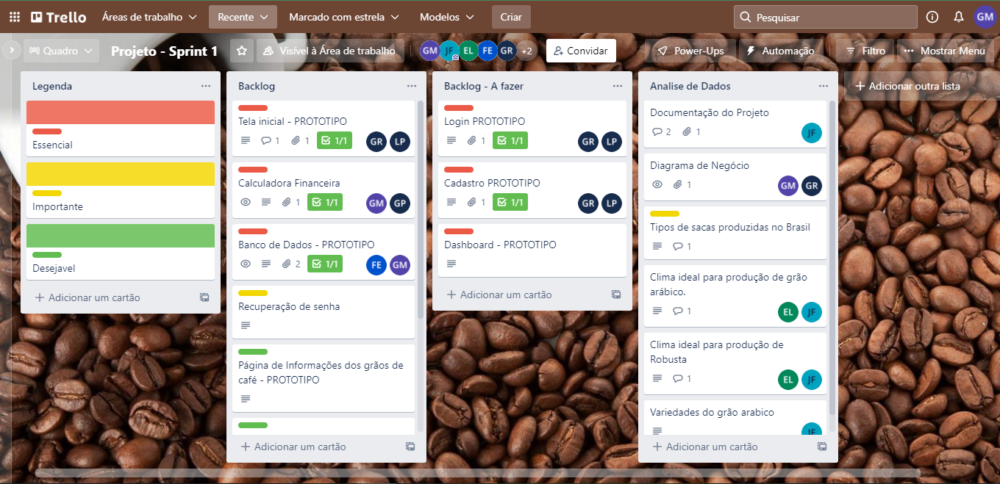 Trello
Áreas de trabalho
Recente
Marcado com estrela
Modelos
Criar
Pesquisar
GM
Quadro
Projeto - Sprint 1
Visível à Área de trabalho
GM
JF
EL
FE
GR
+2
Convidar
Power-Ups
Automação
Filtro
Mostrar Menu
Legenda
Essencial
Importante
Desejavel
Adicionar um cartão
Backlog
Tela inicial - PROTOTIPO
1
1
1/1
GR
LP
Calculadora Financeira
1
1/1
GM
GP
Banco de Dados - PROTOTIPO
2
1/1
FE
GM
Recuperação de senha
Página de Informações dos grãos de
café - PROTOTIPO
Adicionar um cartão
Backlog - A fazer
Login PROTOTIPO
1
1/1
GR
LP
Cadastro PROTOTIPO
1
1/1
GR
LP
Dashboard - PROTOTIPO
Adicionar um cartão
Analise de Dados
Documentação do Projeto
2
1
JF
Diagrama de Negócio
1
GM
GR
Tipos de sacas produzidas no Brasil
1
Clima ideal para produção de grão
arábico.
1
EL
JF
Clima ideal para produção de
Robusta
1
EL
JF
Variedades do grão arabico
JF
Adicionar um cartão
Adicionar outra lista